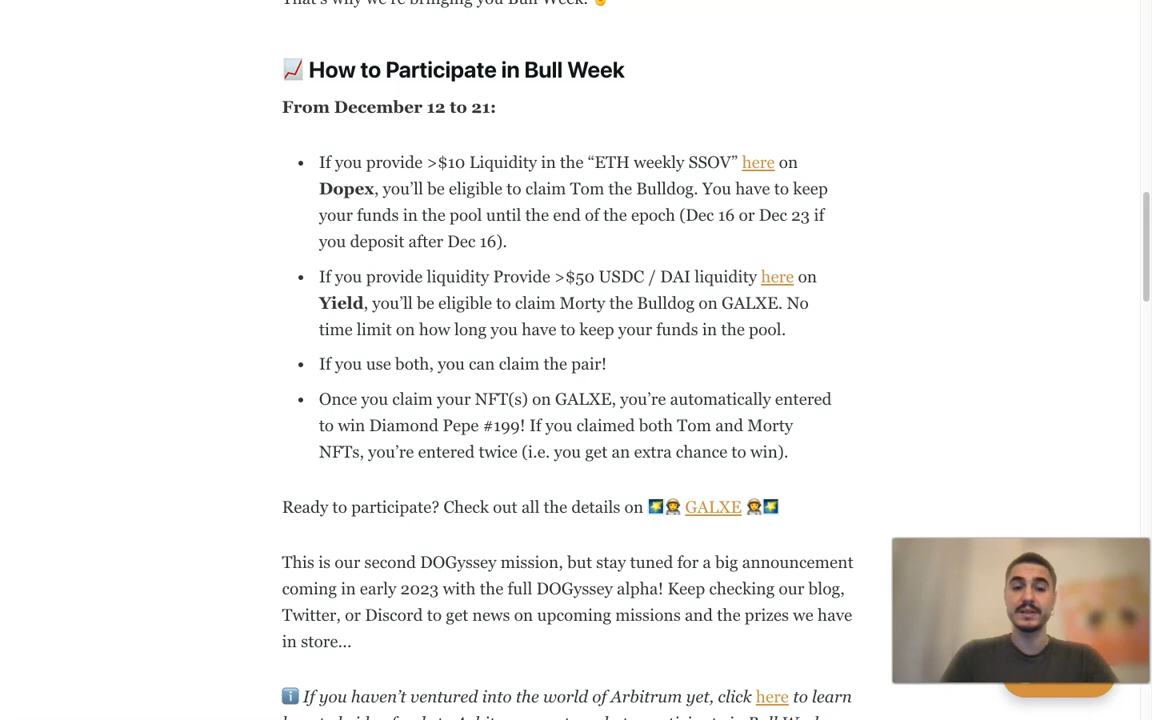 That's why we're bringing you Bull Week!
How to Participate in Bull Week
From December 12 to 21:
If you provide >$10 Liquidity in the “ETH weekly SSOV” here on
Dopex, you’ll be eligible to claim Tom the Bulldog. You have to keep
your funds in the pool until the end of the epoch (Dec 16 or Dec 23 if
you deposit after Dec 16).
If you provide liquidity Provide >$50 USDC / DAI liquidity here on
Yield, you’ll be eligible to claim Morty the Bulldog on GALXE. No
time limit on how long you have to keep your funds in the pool.
If you use both, you can claim the pair!
Once you claim your NFT(s) on GALXE, you’re automatically entered
to win Diamond Pepe #199! If you claimed both Tom and Morty
NFTs, you’re entered twice (i.e. you get an extra chance to win).
Ready to participate? Check out all the details on GALXE
This is our second DOGyssey mission, but stay tuned for a big announcement
coming in early 2023 with the full DOGyssey alpha! Keep checking our blog,
Twitter, or Discord to get news on upcoming missions and the prizes we have
in store...
If you haven’t ventured into the world of Arbitrum yet, click here to learn